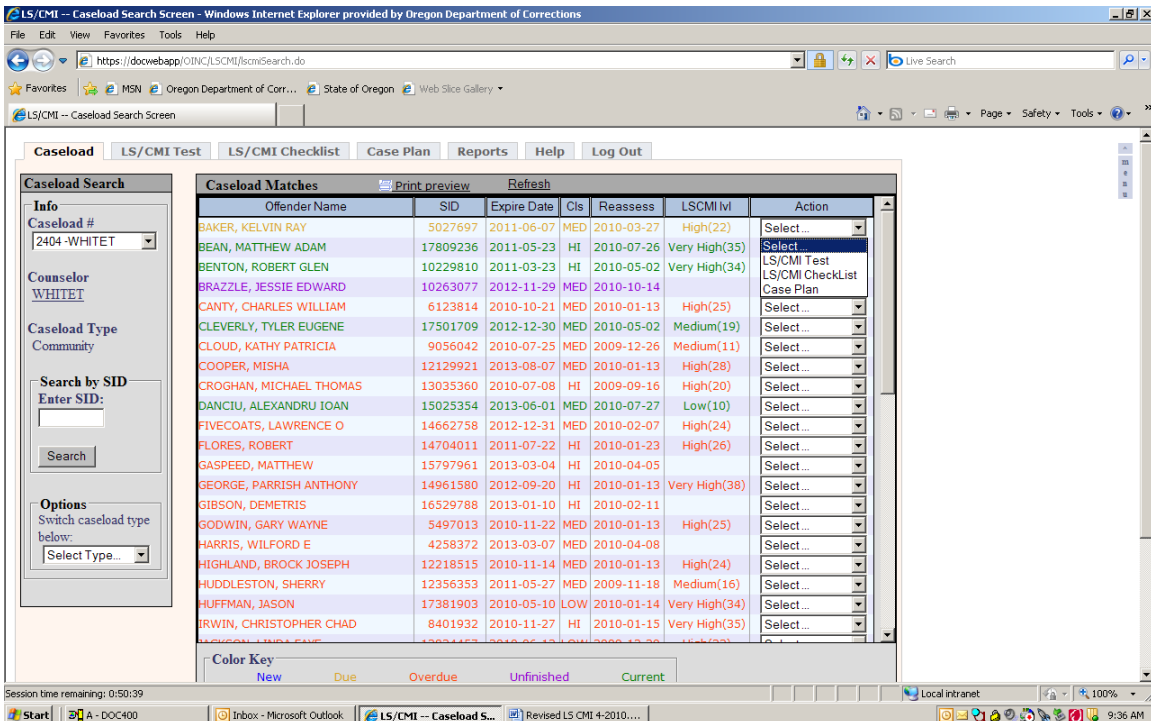 LS/CMI -- Caseload Search Screen - Windows Internet Explorer provided by Oregon Department of Corrections
File Edit View Favorites Tools Help
https://docwebapp/OINC/LSCMI/lscmiSearch.do Live Search
Favorites MSN Oregon Department of Corr... State of Oregon Web Slice Gallery
LS/CMI -- Caseload Search Screen Page Safety Tools »
Caseload LS/CMI Test LS/CMI Checklist Case Plan Reports Help Log Out
Caseload Search
Info
Caseload #
2404 -WHITET
Counselor
WHITET
Caseload Type
Community
Search by SID
Enter SID:
Search
Options
Switch caseload type
below:
Select Type...
Caseload Matches Print preview Refresh
Offender Name SID Expire Date Cls Reassess LSCMI lvl Action
BAKER, KELVIN RAY 5027697 2011-06-07 MED 2010-03-27 High(22) Select...
BEAN, MATTHEW ADAM 17809236 2011-05-23 HI 2010-07-26 Very High(35)
BENTON, ROBERT GLEN 10229810 2011-03-23 HI 2010-05-02 Very High(34)
BRAZZLE, JESSIE EDWARD 10263077 2012-11-29 MED 2010-10-14
Select...
LS/CMI Test
LS/CMI CheckList
Case Plan
CANTY, CHARLES WILLIAM 6123814 2010-10-21 MED 2010-01-13 High(25) Select...
CLEVERLY, TYLER EUGENE 17501709 2012-12-30 MED 2010-05-02 Medium(19) Select...
CLOUD, KATHY PATRICIA 9056042 2010-07-25 MED 2009-12-26 Medium(11) Select...
COOPER, MISHA 12129921 2013-08-07 MED 2010-01-13 High(28) Select...
CROGHAN, MICHAEL THOMAS 13035360 2010-07-08 HI 2009-09-16 High(20) Select...
DANCIU, ALEXANDRU IOAN 15025354 2013-06-01 MED 2010-07-27 Low(10) Select...
FIVECOATS, LAWRENCE O 14662758 2012-12-31 MED 2010-02-07 High(24) Select...
FLORES, ROBERT 14704011 2011-07-22 HI 2010-01-23 High(26) Select...
GASPEED, MATTHEW 15797961 2013-03-04 HI 2010-04-05 Select...
GEORGE, PARRISH ANTHONY 14961580 2012-09-20 HI 2010-01-13 Very High(38) Select...
GIBSON, DEMETRIS 16529788 2013-01-10 HI 2010-02-11 Select...
GODWIN, GARY WAYNE 5497013 2010-11-22 MED 2010-01-13 High(25) Select...
HARRIS, WILFORD E 4258372 2013-03-07 MED 2010-04-08 Select...
HIGHLAND, BROCK JOSEPH 12218515 2010-11-14 MED 2010-01-13 High(24) Select...
HUDDLESTON, SHERRY 12356353 2011-05-27 MED 2009-11-18 Medium(16) Select...
HUFFMAN, JASON 17381903 2010-05-10 LOW 2010-01-14 Very High(34) Select...
IRWIN, CHRISTOPHER CHAD 8401932 2010-11-27 HI 2010-01-15 Very High(35) Select...
Color Key
New Due Overdue Unfinished Current
Session time remaining: 0:50:39 Local intranet 100%
Start A - DOC400 Inbox - Microsoft Outlook LS/CMI -- Caseload S... Revised LS CMI 4-2010.... 9:36 AM